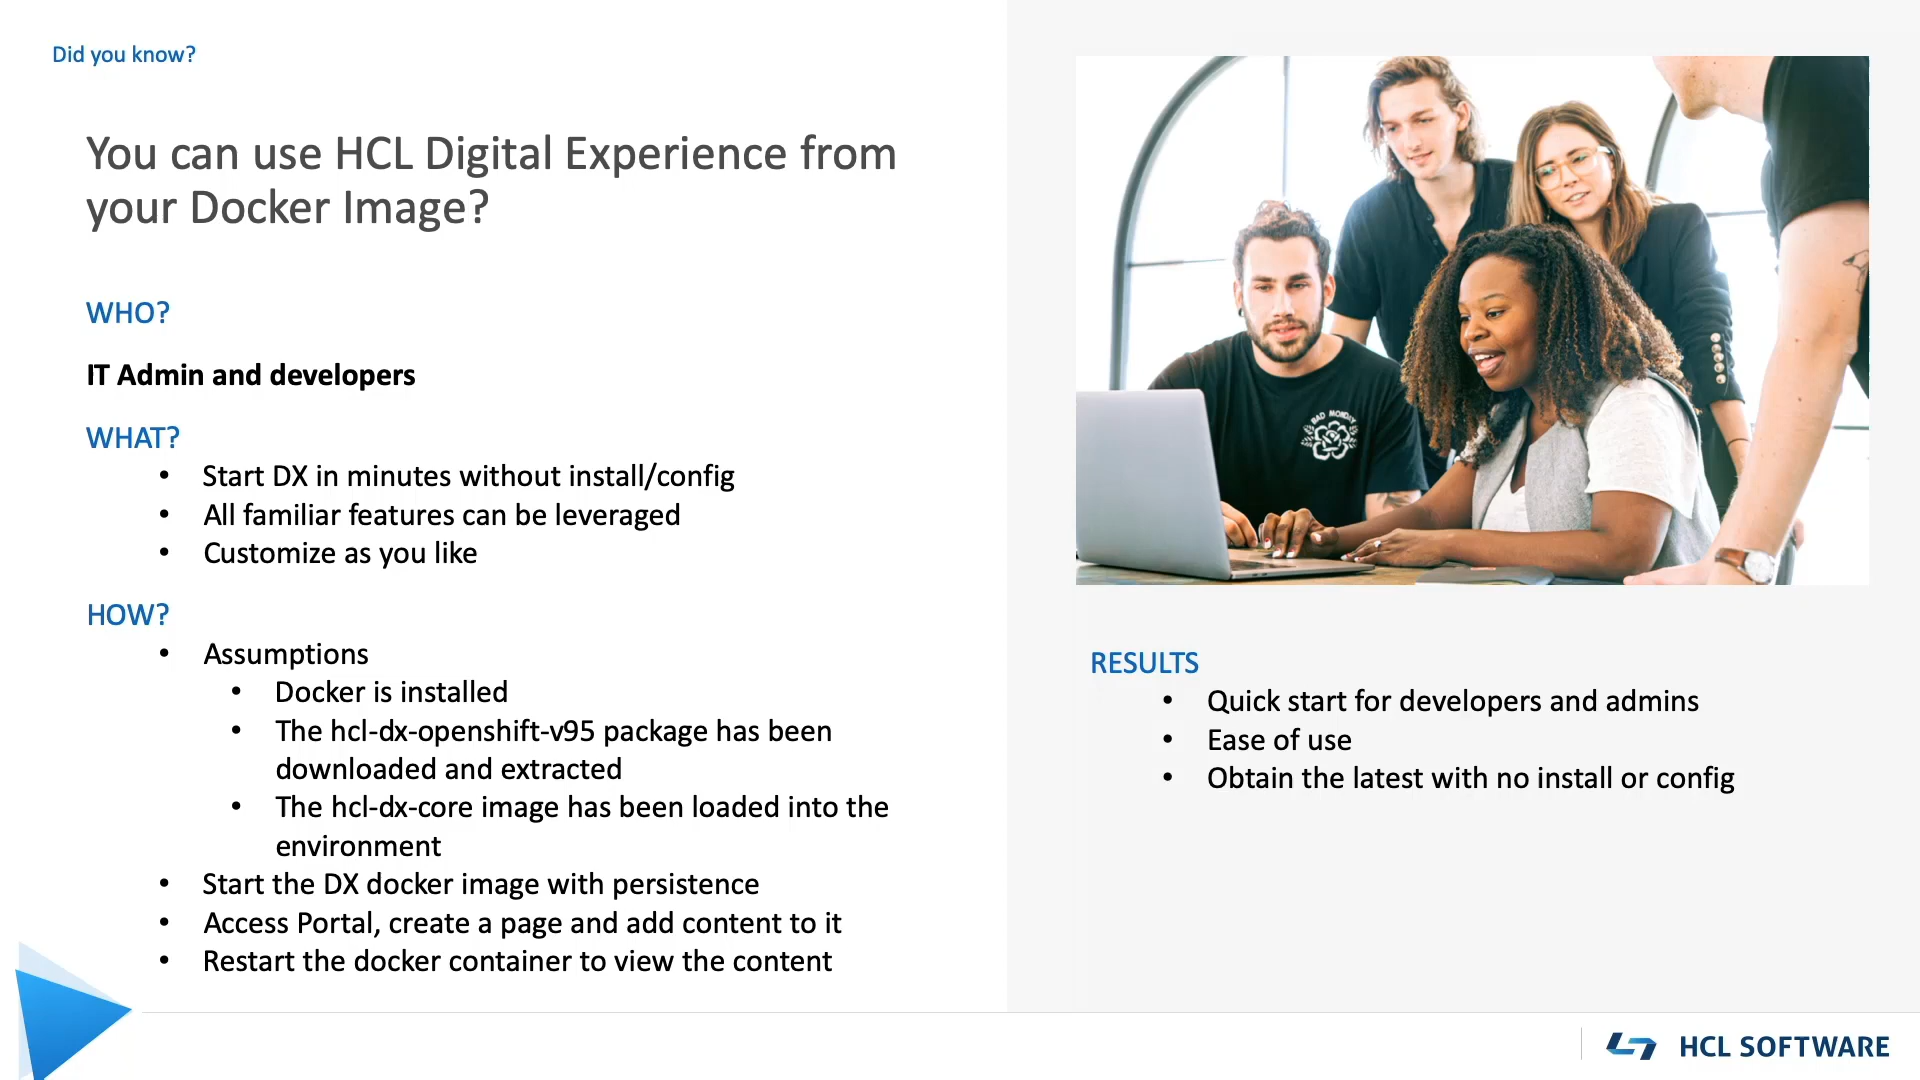 Did you know?
You can use HCL Digital Experience from
your Docker Image?
WHO?
IT Admin and developers
WHAT?
• Start DX in minutes without install/config
• All familiar features can be leveraged
• Customize as you like
HOW?
• Assumptions
• Docker is installed
• The hcl-dx-openshift-v95 package has been
downloaded and extracted
• The hcl-dx-core image has been loaded into the
environment
• Start the DX docker image with persistence
• Access Portal, create a page and add content to it
• Restart the docker container to view the content
BAD MONDAY
RESULTS
• Quick start for developers and admins
• Ease of use
• Obtain the latest with no install or config
HCL SOFTWARE